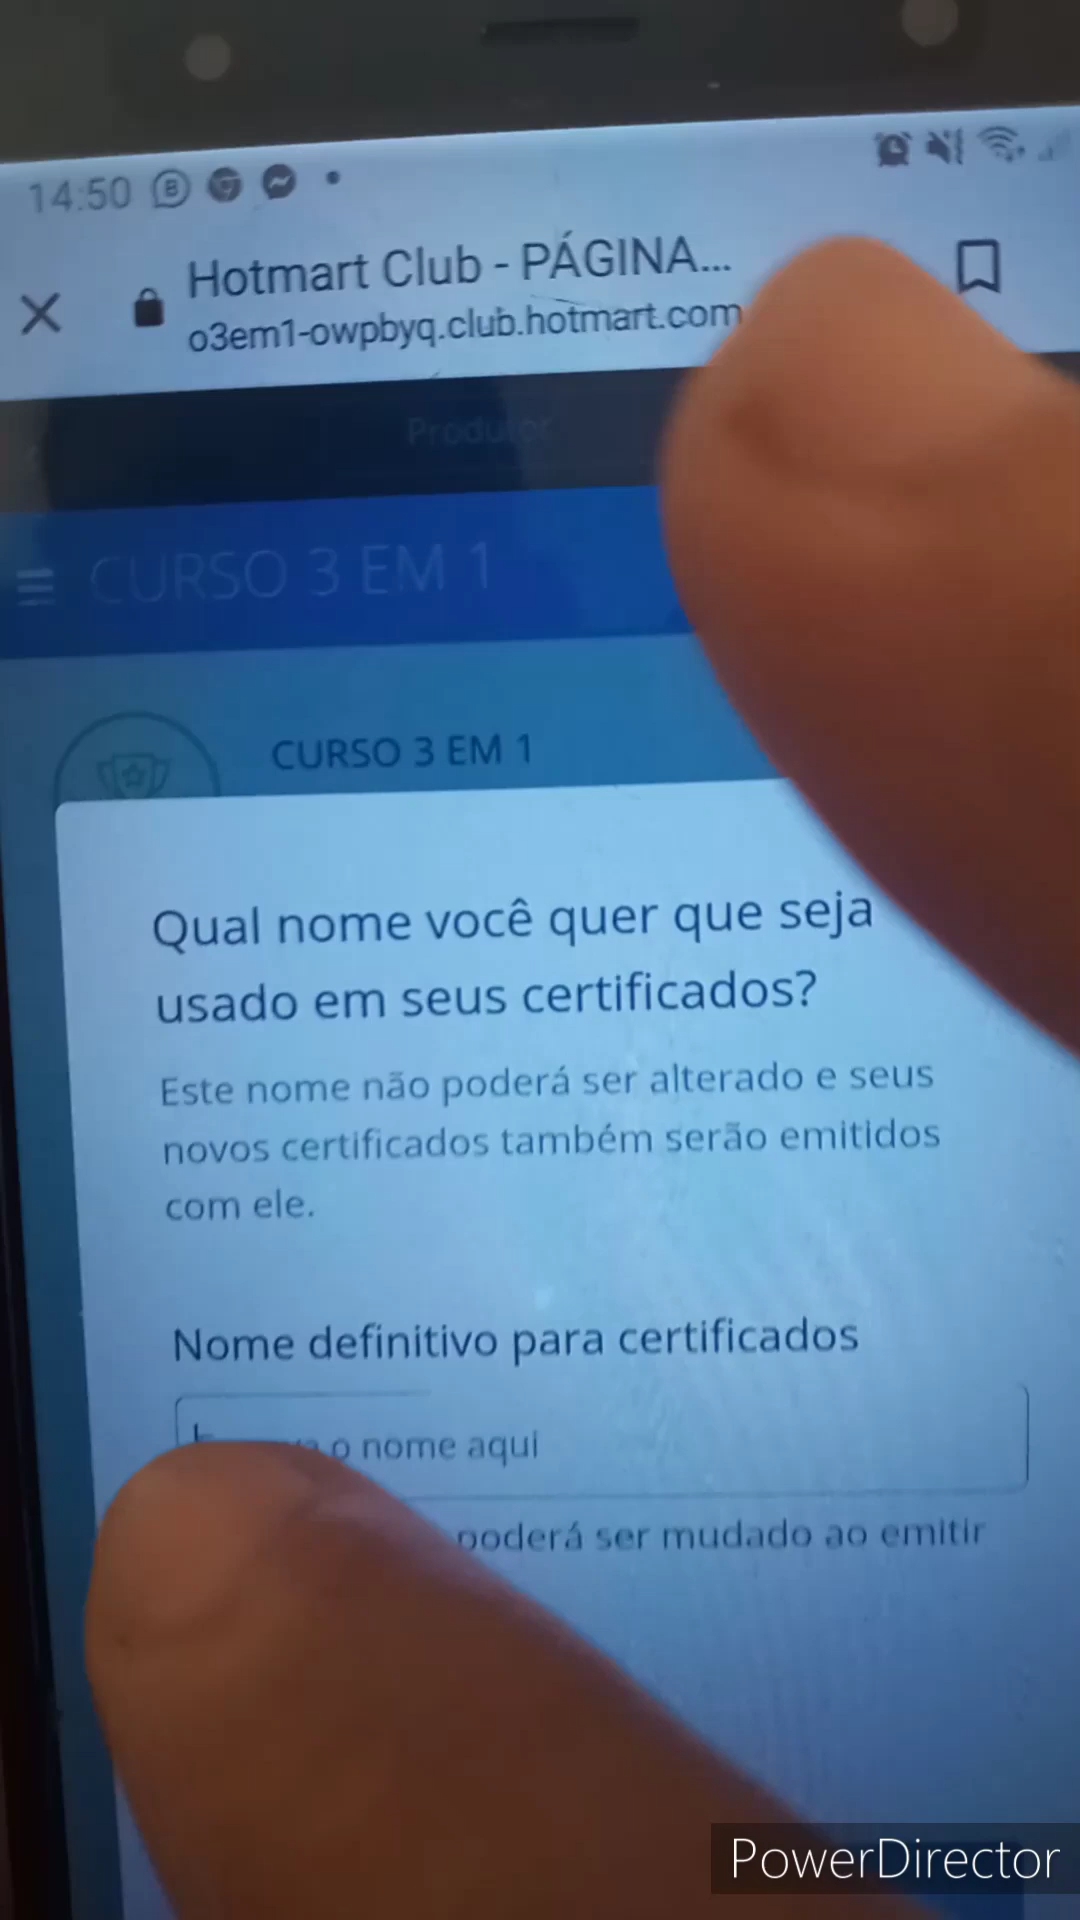 14:50
Hotmart Club - PÁGINA...
o3em1-owpbyq.club.hotmart.com
Produtor
CURSO 3 EM 1
CURSO 3 EM 1
Qual nome você quer que seja
usado em seus certificados?
Este nome não poderá ser alterado e seus
novos certificados também serão emitidos
com ele.
Nome definitivo para certificados
o nome aqui
poderá ser mudado ao emitir
PowerDirector